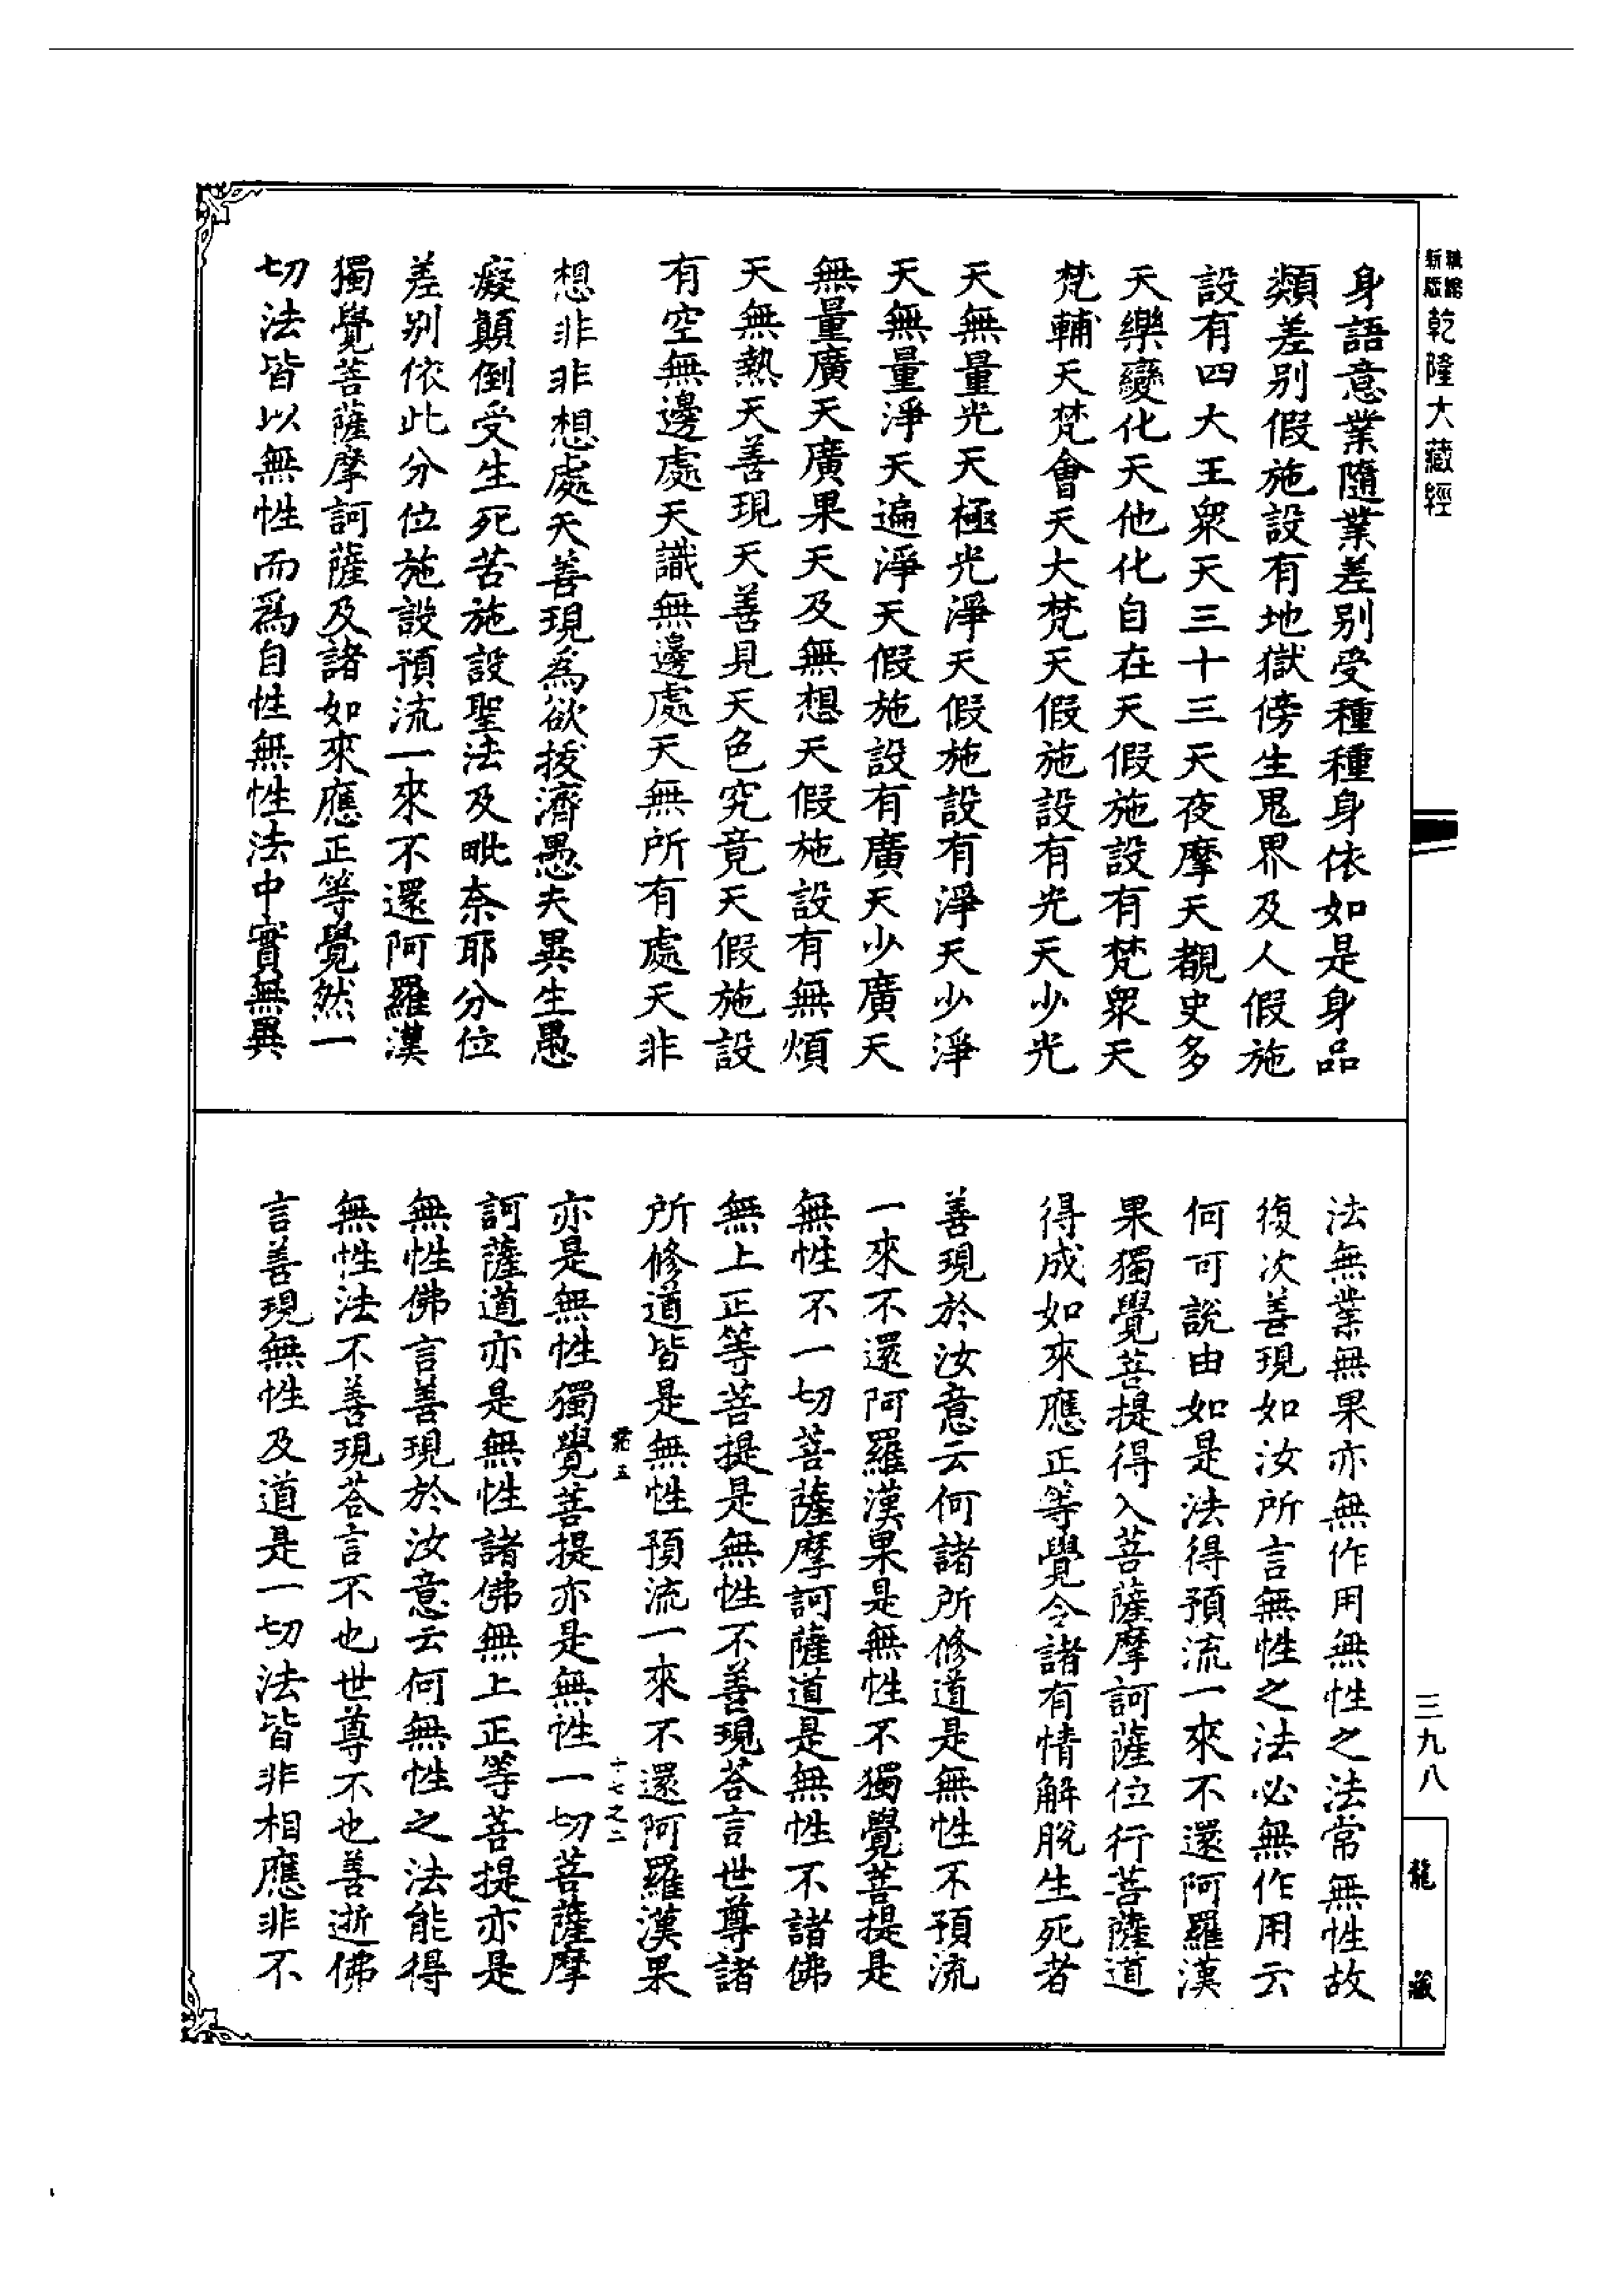 新版乾隆大藏經
身語意業隨業差別受種種身依如是身品
類差別假施設有地獄傍生鬼界及人假施
設有四大王眾天三十三天夜摩天覩史多
天樂變化天他化自在天假施設有梵眾天
梵輔天梵會天大梵天假施設有光天少光
天無量光天極光淨天假施設有淨天少淨
天無量淨天遍淨天假施設有廣天少廣天
無量廣天廣果天及無想天假施設有無煩
天無熱天善現天善見天色究竟天假施設
有空無邊處天識無邊處天無所有處天非
想非非想處天善現為欲拔濟愚夫異生愚
癡顛倒受生死苦施設聖法及毗奈耶分位
差別依此分位施設預流一來不還阿羅漢
獨覺菩薩摩訶薩及諸如來應正等覺然一
切法皆以無性而為自性無性法中實無異
法無業無果亦無作用無性之法常無性故
復次善現如汝所言無性之法必無作用云
何可說由如是法得預流一來不還阿羅漢
果獨覺菩提得入菩薩摩訶薩位行菩薩道
得成如來應正等覺令諸有情解脫生死者
善現於汝意云何諸所修道是無性不預流
一來不還阿羅漢果是無性不獨覺菩提是
無性不一切菩薩摩訶薩道是無性不諸佛
無上正等菩提是無性不善現荅言世尊諸
所修道皆是無性預流一來不還阿羅漢果
五 十七之二
亦是無性獨覺菩提亦是無性一切菩薩摩
訶薩道亦是無性諸佛無上正等菩提亦是
無性佛言善現於汝意云何無性之法能得
無性法不善現荅言不也世尊不也善逝佛
言善現無性及道是一切法皆非相應非不
三九八
龍藏